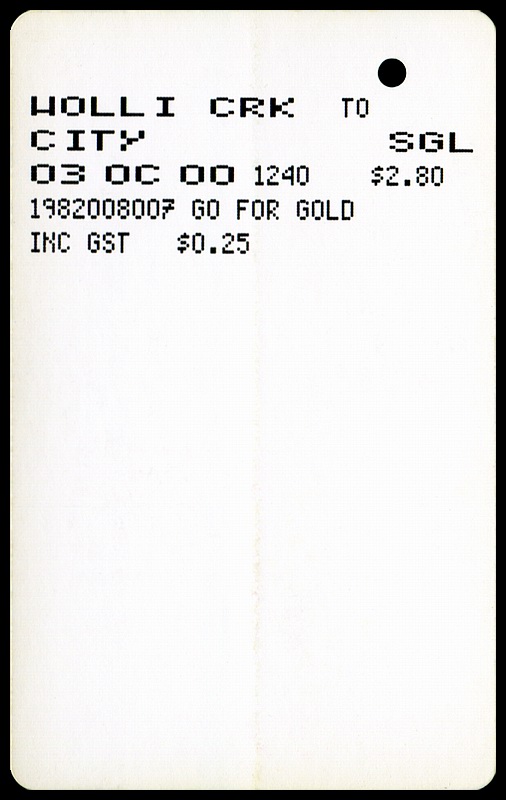 WOLLI CRK TO
CITY SGL
03 OC 00 1240 $2.80
1982008007 GO FOR GOLD
INC GST $0.25